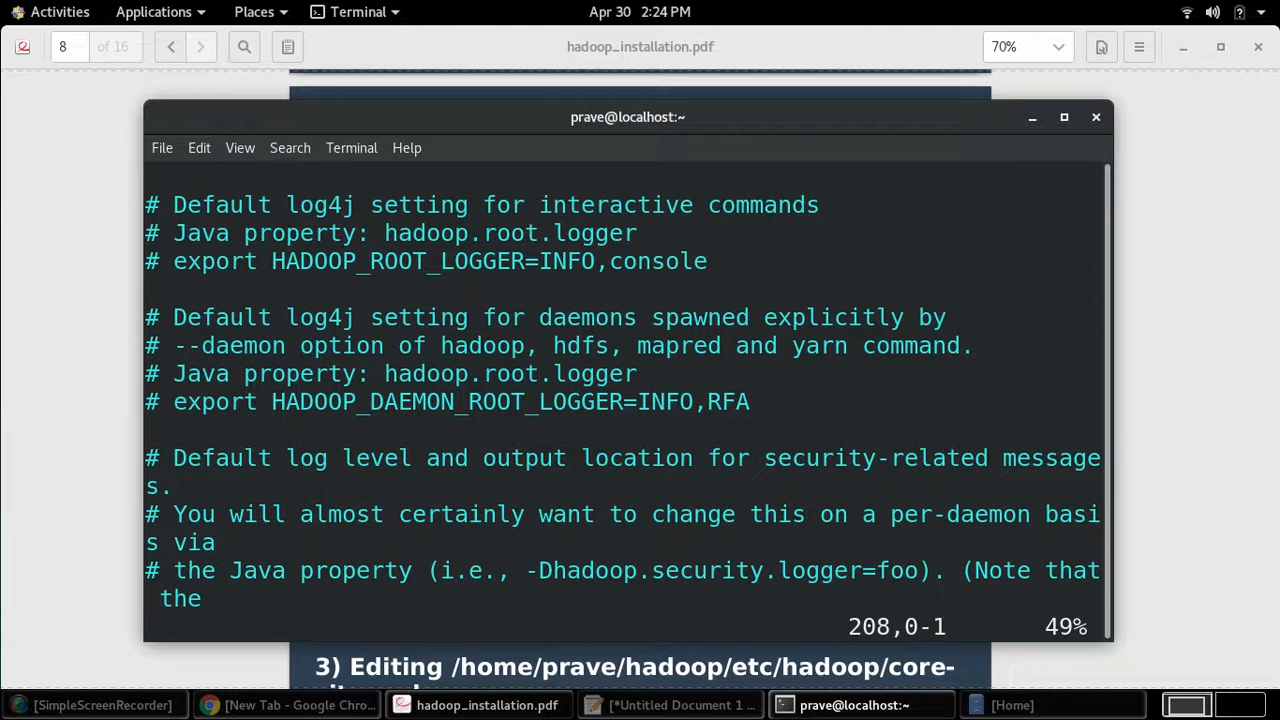 Activities Applications Places Terminal Apr 30 2:24 PM
8 of 16 hadoop_installation.pdf 70%
prave@localhost:~
File Edit View Search Terminal Help
# Default log4j setting for interactive commands
# Java property: hadoop.root.logger
# export HADOOP_ROOT_LOGGER=INFO,console
# Default log4j setting for daemons spawned explicitly by
# --daemon option of hadoop, hdfs, mapred and yarn command.
# Java property: hadoop.root.logger
# export HADOOP_DAEMON_ROOT_LOGGER=INFO,RFA
# Default log level and output location for security-related message
s.
# You will almost certainly want to change this on a per-daemon basi
s via
# the Java property (i.e., -Dhadoop.security.logger=foo). (Note that
the
208,0-1 49%
3) Editing /home/prave/hadoop/etc/hadoop/core-
[SimpleScreenRecorder] [New Tab - Google Chro... hadoop_installation.pdf [*Untitled Document 1 ... prave@localhost:~ [Home]